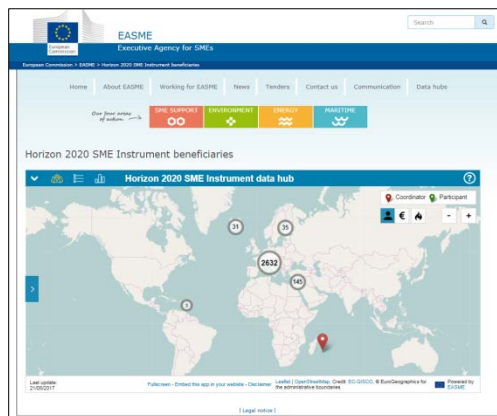 Search
European
Commission
EASME
Executive Agency for SMEs
European Commission > EASME > Horizon 2020 SME Instrument beneficiaries
Home
About EASME
Working for EASME
News
Tenders
Contact us
Communication
Data hubs
Our four areas
of action
SME SUPPORT
ENVIRONMENT
ENERGY
MARITIME
Horizon 2020 SME Instrument beneficiaries
Horizon 2020 SME Instrument data hub
?
Coordinator
Participant
€
-
+
31
35
2632
145
>
Last update:
21/05/2017
Fullscreen - Embed this app in your website - Disclaimer
Leaflet | OpenStreetMap, Credit: EC-GISCO, © EuroGeographics for
the administrative boundaries
Powered by
EASME
| Legal notice |